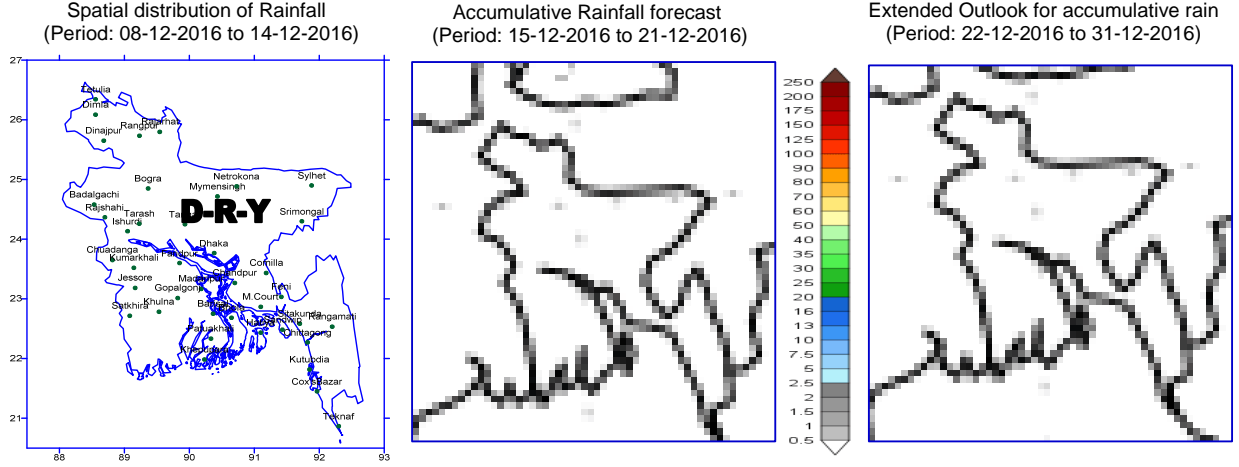 Spatial distribution of Rainfall
(Period: 08-12-2016 to 14-12-2016)
Accumulative Rainfall forecast
(Period: 15-12-2016 to 21-12-2016)
Extended Outlook for accumulative rain
(Period: 22-12-2016 to 31-12-2016)
27
26
25
24
23
22
21
88
89
90
91
92
93
Tetulia
Dimla
Rajarhat
Rangpur
Dinajpur
Bogra
Netrokona
Sylhet
Mymensingh
Badalgachi
Rajshahi
Tarash
Ishurdi
D-R-Y
Srimongal
Dhaka
Chuadanga
Faridpur
Kumarkhali
Comilla
Chandpur
Jessore
Gopalgonj
Feni
Khulna
M.Court
Satkhira
Sitakunda
Rangamati
Patuakhali
Chittagong
Kutubdia
Cox'sbazar
Teknaf
250
200
175
150
125
100
90
80
70
60
50
40
35
30
25
20
16
13
10
7.5
5
2.5
2
1.5
1
0.5